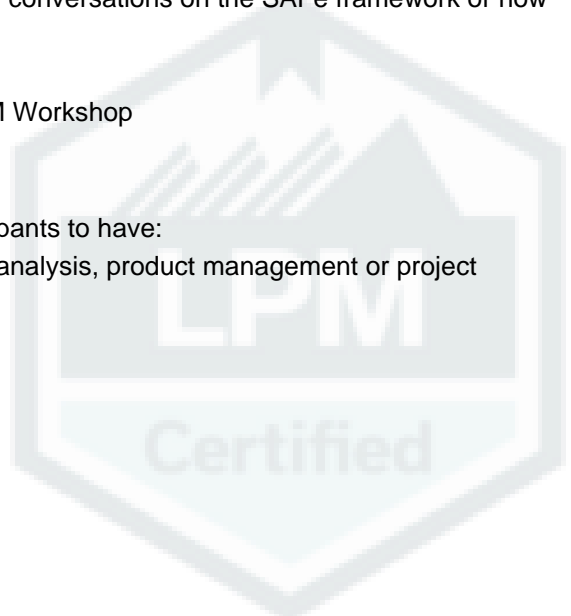 conversations on the SAFe framework or how
M Workshop
pants to have:
analysis, product management or project
LPM
Certified